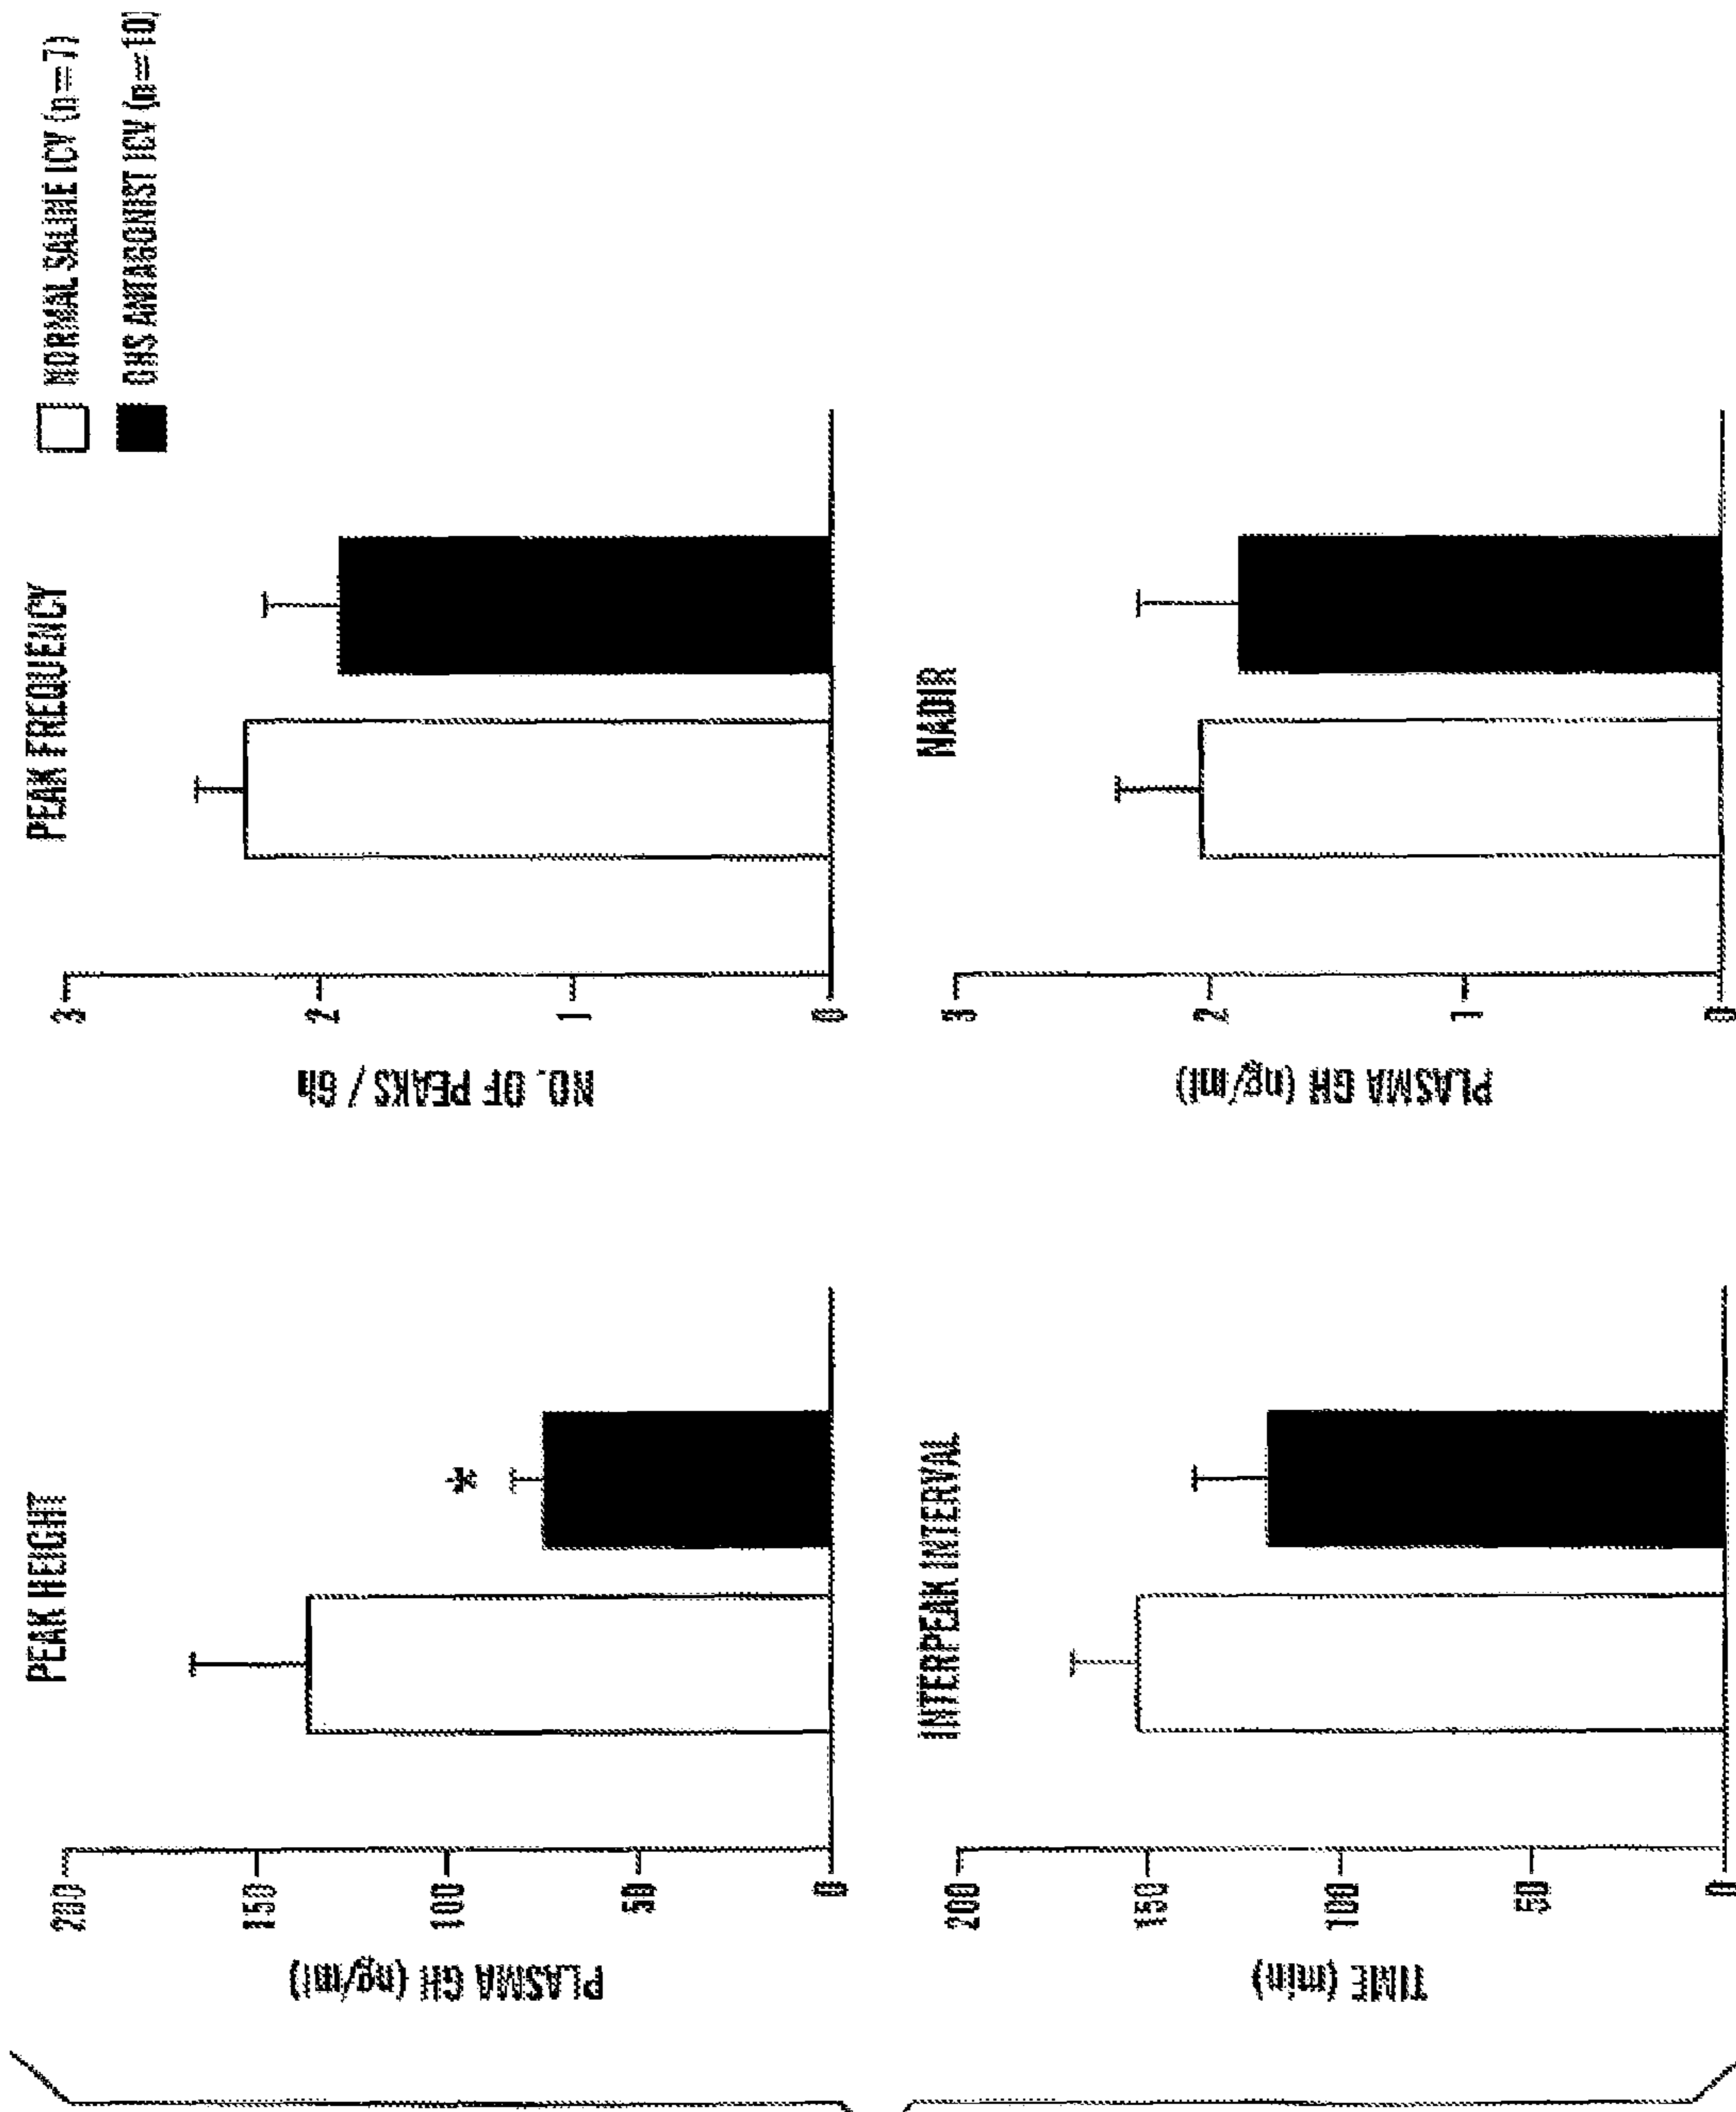 NORMAL SALINE ICV (n=7)
GHS ANTAGONIST ICV (n=10)
PEAK HEIGHT
PLASMA GH (ng/ml)
200
150
100
50
0
PEAK FREQUENCY
NO. OF PEAKS / 6h
3
2
1
0
INTERPEAK INTERVAL
TIME (min)
200
150
100
50
0
NADIR
PLASMA GH (ng/ml)
3
2
1
0
*